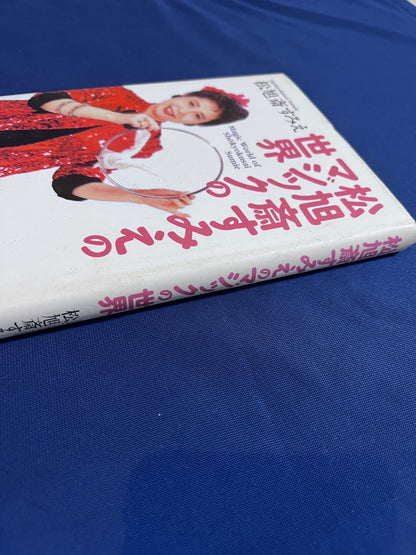 松旭斎すみえ
松旭斎すみえの
マジックの
世界
Magic World of
Shokyokusai
Sumie
松旭斎すみえのマジックの世界
松旭斎す